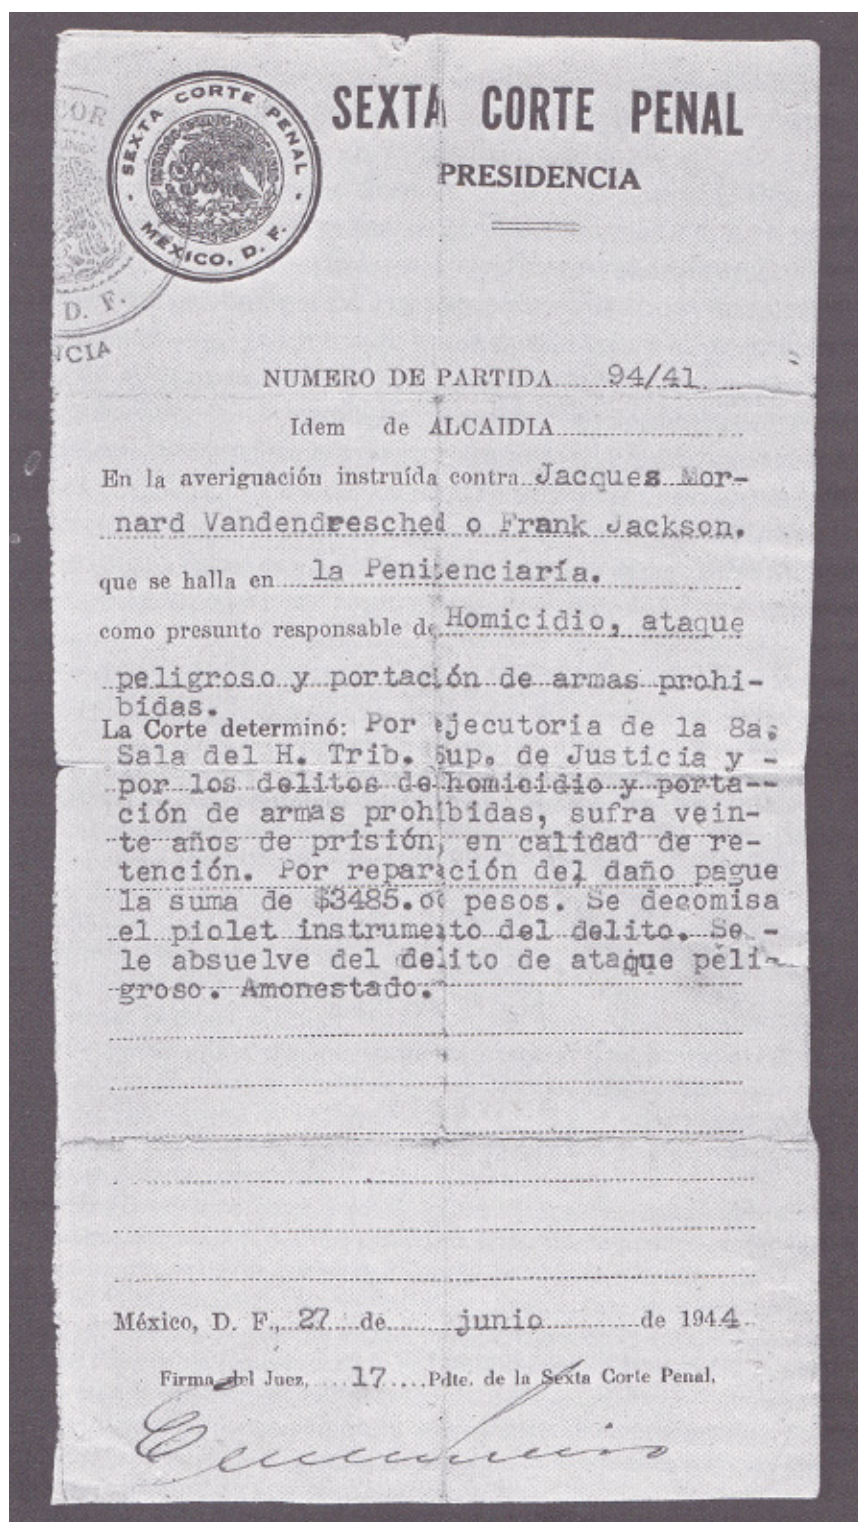 COR
D. F.
NCIA
SEXTA CORTE PENAL
MEXICO, D. F.
SEXTA CORTE PENAL
PRESIDENCIA
NUMERO DE PARTIDA 94/41
Idem de ALCAIDIA
En la averiguación instruída contra Jacques Mor-
nard Vandendresched o Frank Jackson.
que se halla en la Penitenciaría.
como presunto responsable de Homicidio, ataque
peligroso y portación de armas prohi-
bidas.
La Corte determinó: Por ejecutoria de la 8a.
Sala del H. Trib. Sup. de Justicia y -
por los delitos de homicidio y porta--
ción de armas prohibidas, sufra vein-
te años de prisión, en calidad de re-
tención. Por reparación del daño pague
la suma de $3485.00 pesos. Se decomisa
el piolet instrumento del delito. Se -
le absuelve del delito de ataque peli-
groso. Amonestado.
México, D. F., 27 de junio de 1944
Firma del Juez, 17 Pdte. de la Sexta Corte Penal,